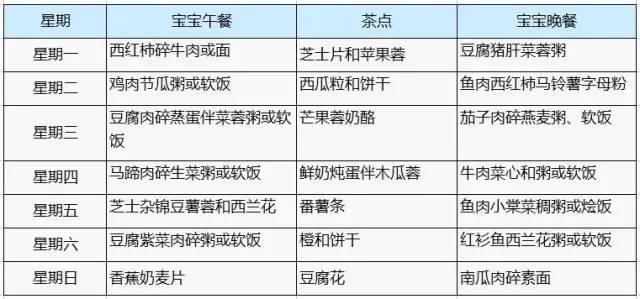 星期 宝宝午餐 茶点 宝宝晚餐
星期一 西红柿碎牛肉或面 芝士片和苹果蓉 豆腐猪肝菜蓉粥
星期二 鸡肉节瓜粥或软饭 西瓜粒和饼干 鱼肉西红柿马铃薯字母粉
星期三 豆腐肉碎蒸蛋伴菜蓉粥或软饭 芒果蓉奶酪 茄子肉碎燕麦粥、软饭
星期四 马蹄肉碎生菜粥或软饭 鲜奶炖蛋伴木瓜蓉 牛肉菜心和粥或软饭
星期五 芝士杂锦豆薯蓉和西兰花 番薯条 鱼肉小棠菜稠粥或烩饭
星期六 豆腐紫菜肉碎粥或软饭 橙和饼干 红衫鱼西兰花粥或软饭
星期日 香蕉奶麦片 豆腐花 南瓜肉碎素面